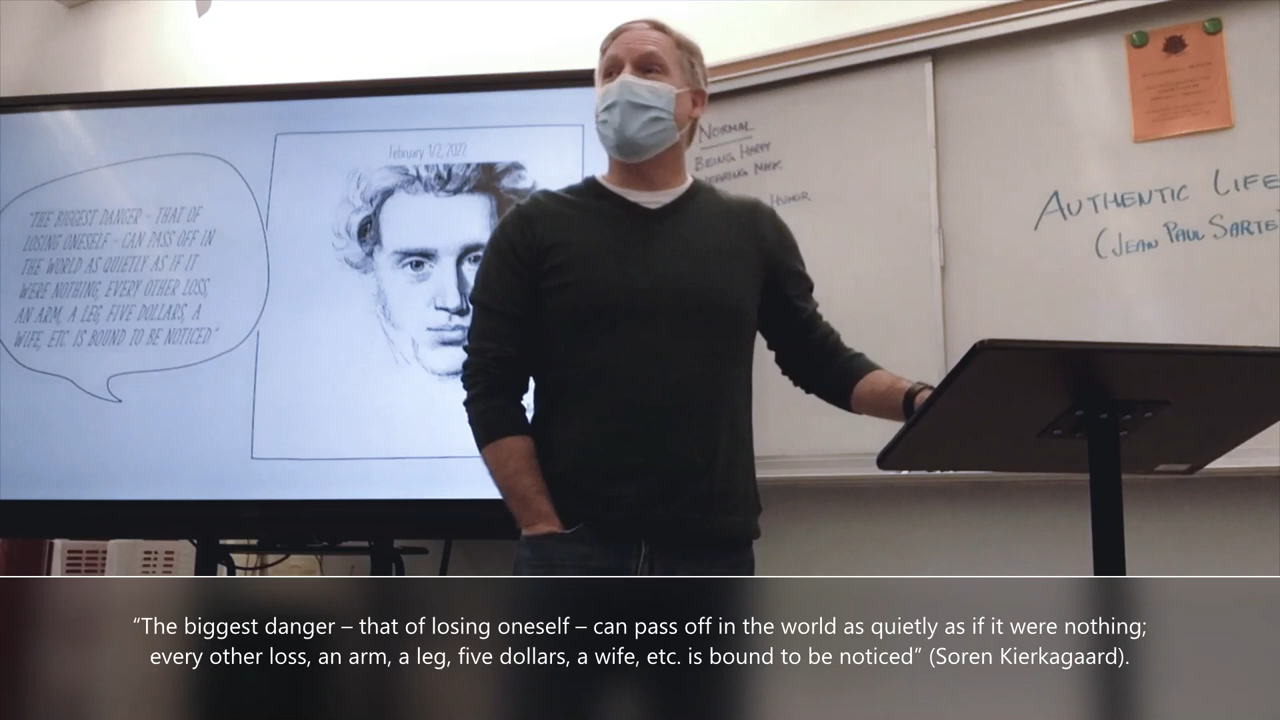 February 1/2, 2022
"THE BIGGEST DANGER - THAT OF
LOSING ONESELF - CAN PASS OFF IN
THE WORLD AS QUIETLY AS IF IT
WERE NOTHING; EVERY OTHER LOSS,
AN ARM, A LEG, FIVE DOLLARS, A
WIFE, ETC. IS BOUND TO BE NOTICED"
NORMAL
BEING HAPPY
WEARING MASK
HUMOR
AUTHENTIC LIFE
(JEAN PAUL SARTE
“The biggest danger – that of losing oneself – can pass off in the world as quietly as if it were nothing;
every other loss, an arm, a leg, five dollars, a wife, etc. is bound to be noticed” (Soren Kierkagaard).